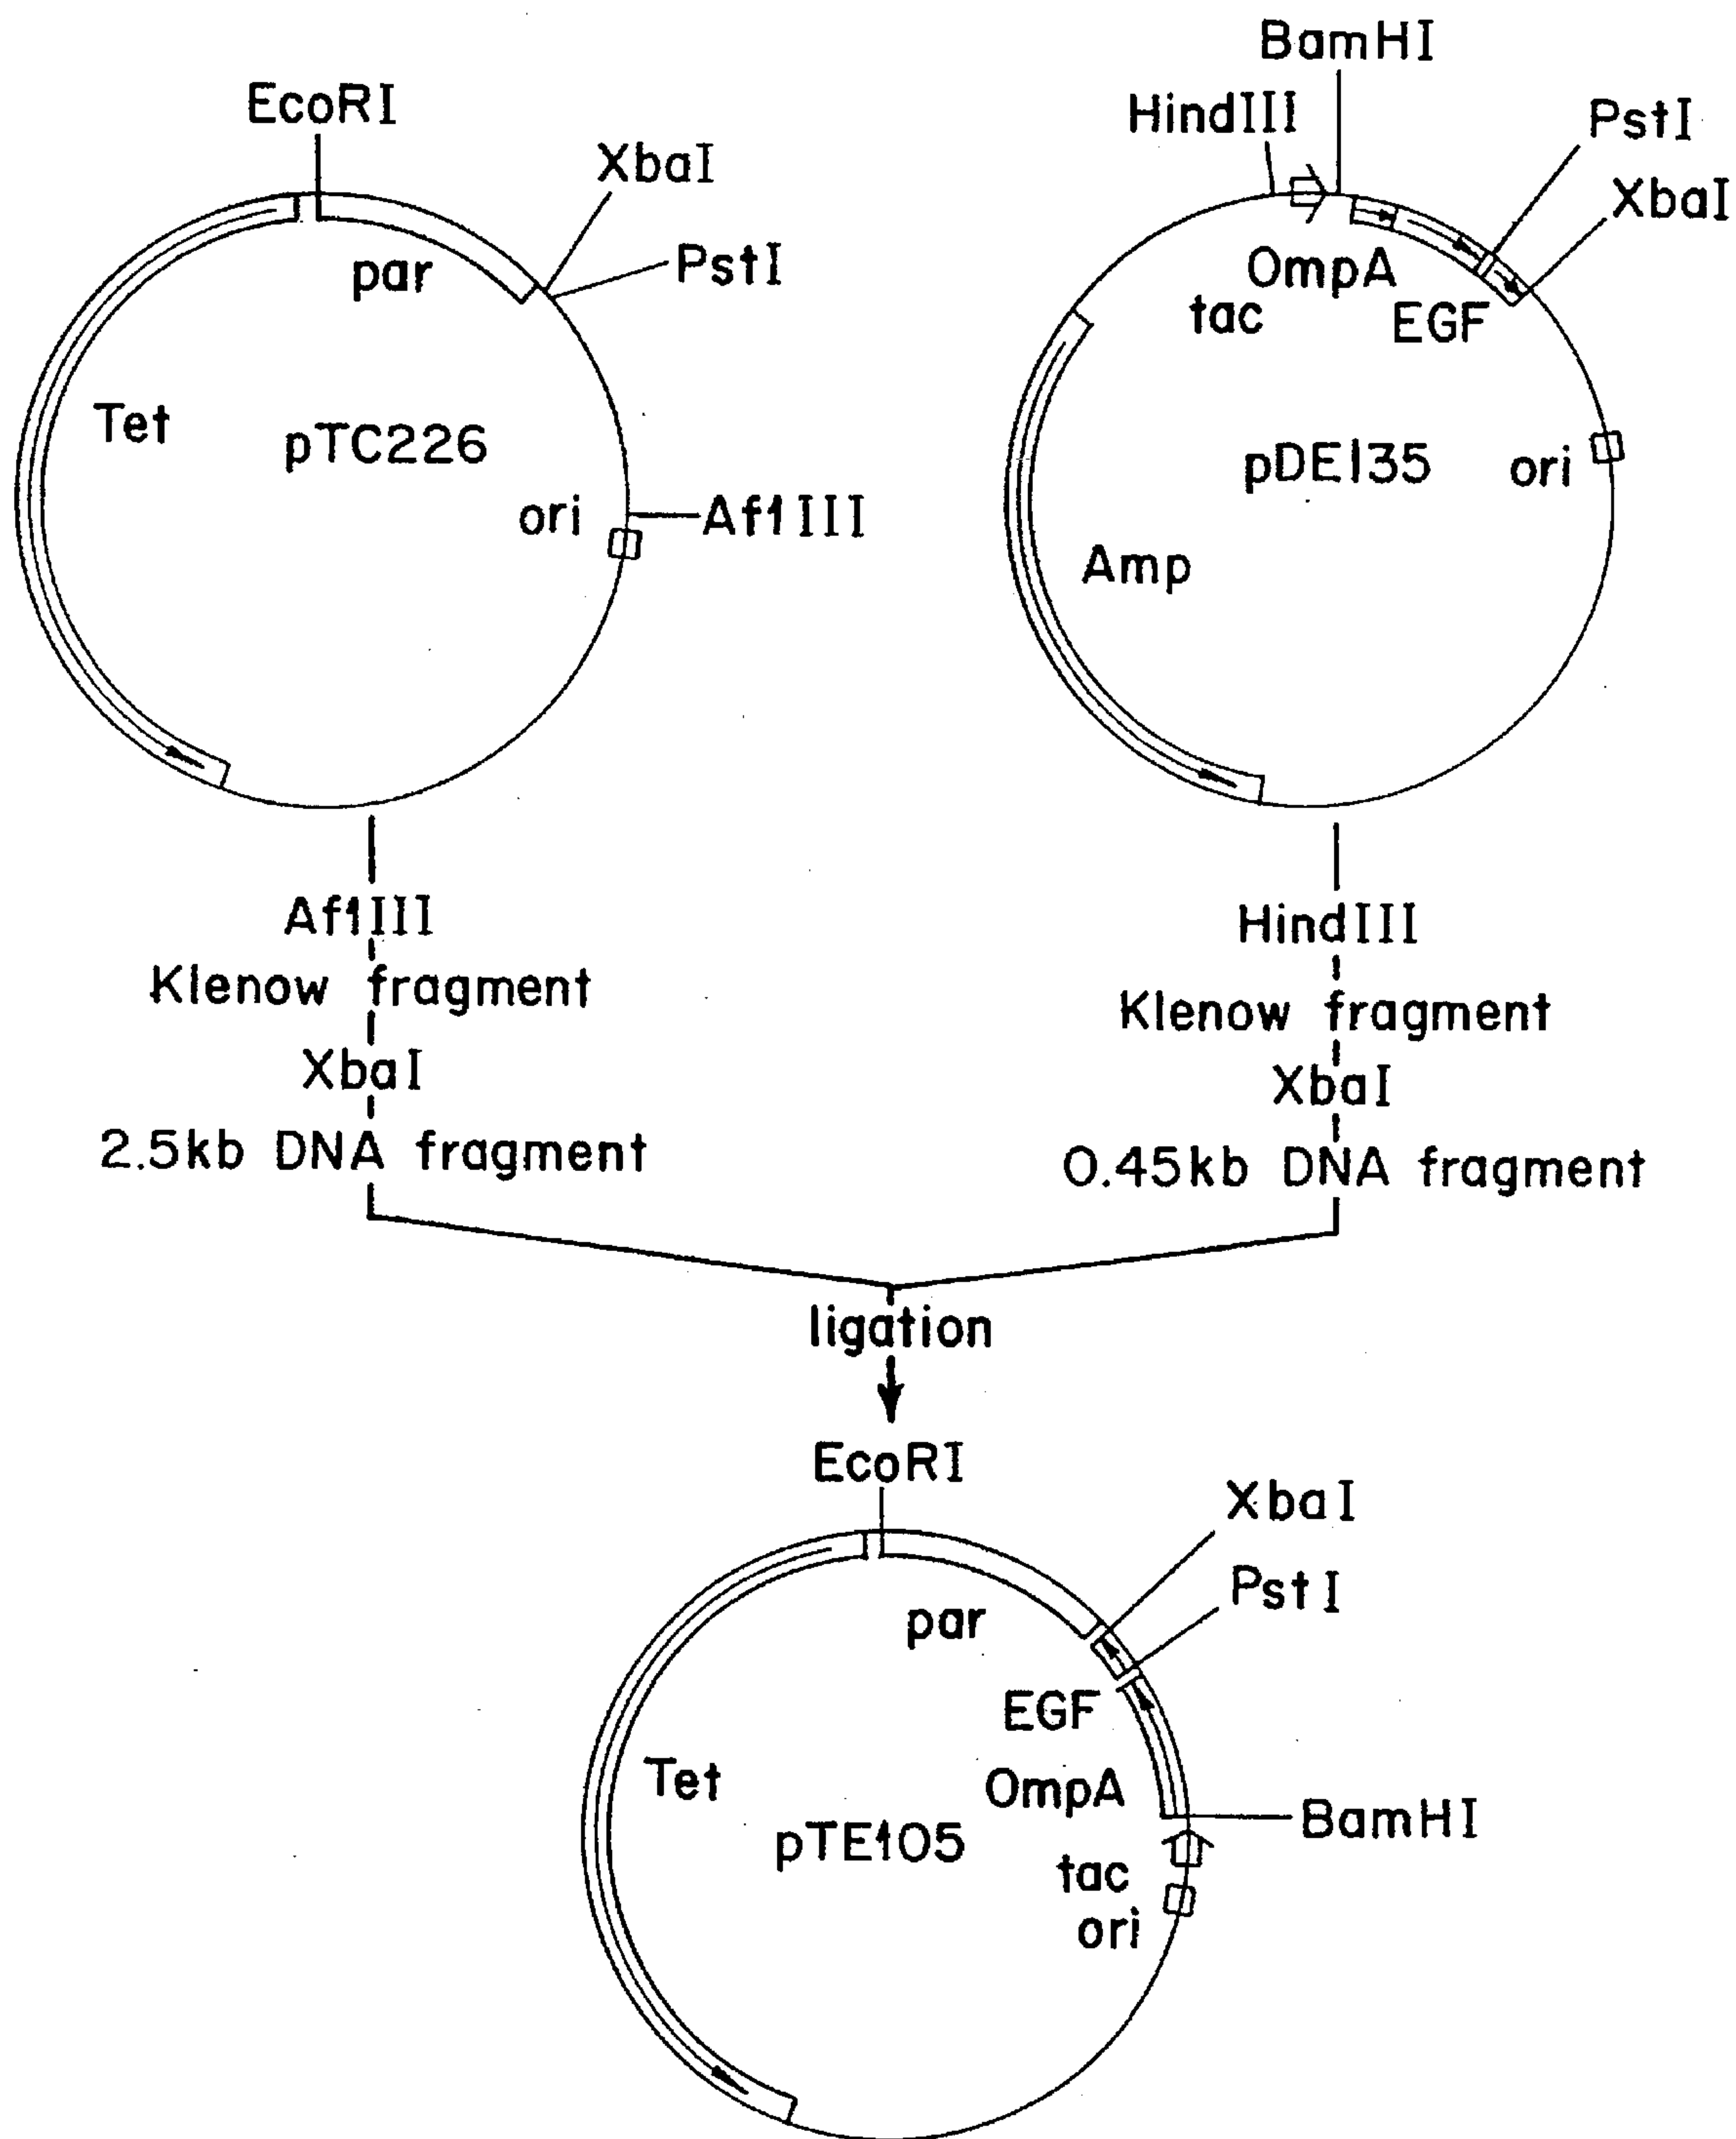 EcoRI
XbaI
PstI
par
Tet
pTC226
ori
Af1III
BamHI
HindIII
PstI
XbaI
OmpA
tac
EGF
pDE135
ori
Amp
Af1III
Klenow fragment
XbaI
2.5kb DNA fragment
HindIII
Klenow fragment
XbaI
0.45kb DNA fragment
ligation
EcoRI
XbaI
PstI
par
EGF
Tet
OmpA
pTE105
BamHI
tac
ori